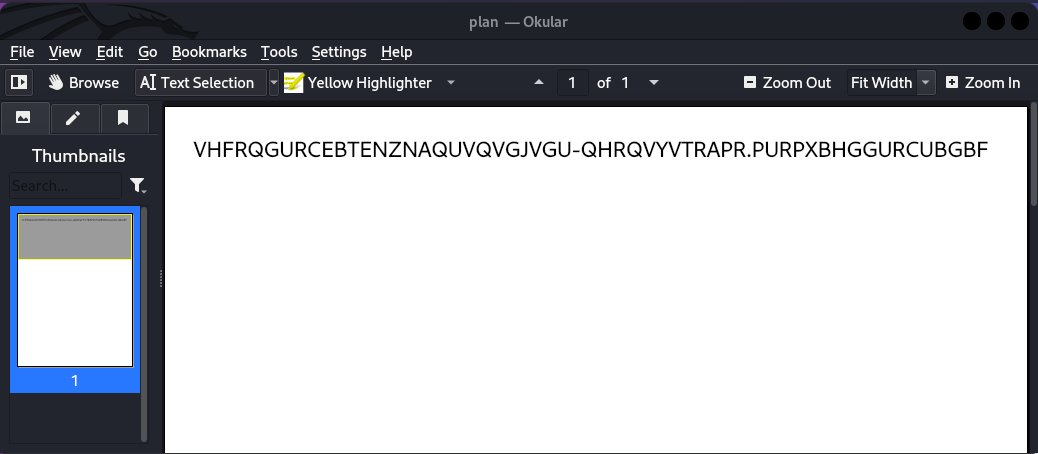 plan — Okular
File View Edit Go Bookmarks Tools Settings Help
Browse Text Selection Yellow Highlighter 1 of 1 Zoom Out Fit Width Zoom In
Thumbnails
Search...
1
VHFRQGURCEBTENZNAQUVQVGJVGU-QHRQVYVTRAPR.PURPXBHGGURCUBGBF